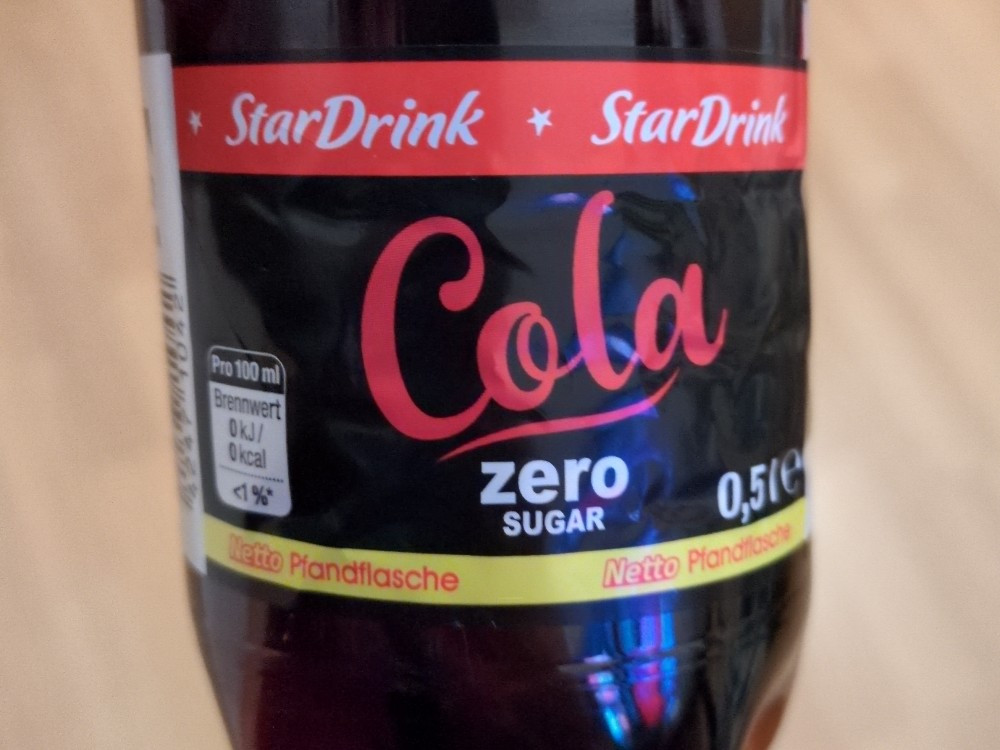 StarDrink StarDrink
Cola
Pro 100 ml
Brennwert
0 kJ /
0 kcal
<1 %*
zero
SUGAR
0,5 l e
Netto Pfandflasche Netto Pfandflasche